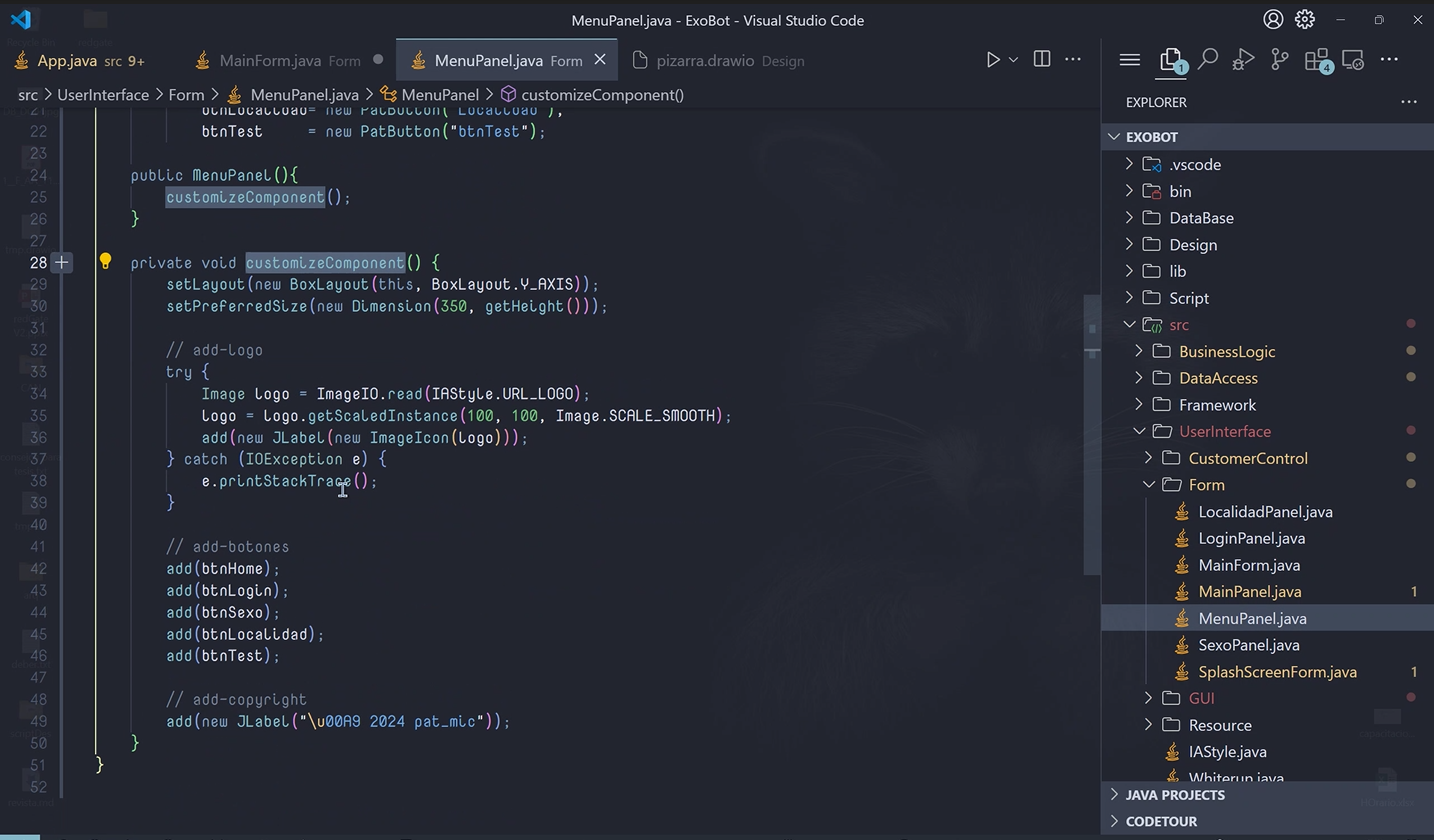 MenuPanel.java - ExoBot - Visual Studio Code
App.java src 9+
MainForm.java Form
MenuPanel.java Form
pizarra.drawio Design
src > UserInterface > Form > MenuPanel.java > MenuPanel > customizeComponent()
21 btnLocalidad= new PatButton("Localidad"),
22 btnTest = new PatButton("btnTest");
23
24 public MenuPanel(){
25 customizeComponent();
26 }
27
28 private void customizeComponent() {
29 setLayout(new BoxLayout(this, BoxLayout.Y_AXIS));
30 setPreferredSize(new Dimension(350, getHeight()));
31
32 // add-logo
33 try {
34 Image logo = ImageIO.read(IAStyle.URL_LOGO);
35 logo = logo.getScaledInstance(100, 100, Image.SCALE_SMOOTH);
36 add(new JLabel(new ImageIcon(logo)));
37 } catch (IOException e) {
38 e.printStackTrace();
39 }
40
41 // add-botones
42 add(btnHome);
43 add(btnLogin);
44 add(btnSexo);
45 add(btnLocalidad);
46 add(btnTest);
47
48 // add-copyright
49 add(new JLabel("\u00A9 2024 pat_mic"));
50 }
51 }
52
1
4
EXPLORER
EXOBOT
.vscode
bin
DataBase
Design
lib
Script
src
BusinessLogic
DataAccess
Framework
UserInterface
CustomerControl
Form
LocalidadPanel.java
LoginPanel.java
MainForm.java
MainPanel.java 1
MenuPanel.java
SexoPanel.java
SplashScreenForm.java 1
GUI
Resource
IAStyle.java
Whiterup.java
JAVA PROJECTS
CODETOUR